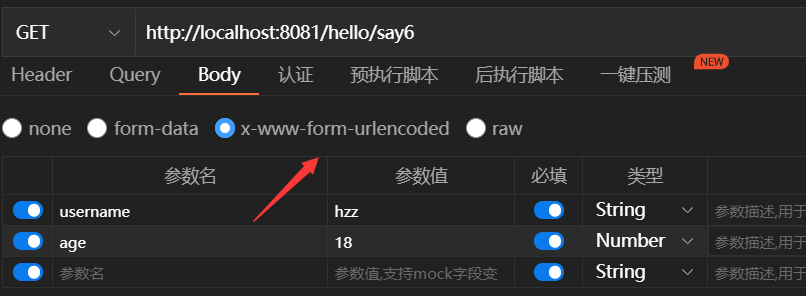 GET http://localhost:8081/hello/say6
NEW
Header Query Body 认证 预执行脚本 后执行脚本 一键压测
none form-data x-www-form-urlencoded raw
参数名 参数值 必填 类型
username hzz String 参数描述,用于
age 18 Number 参数描述,用于
参数名 参数值,支持mock字段变 String 参数描述,用于